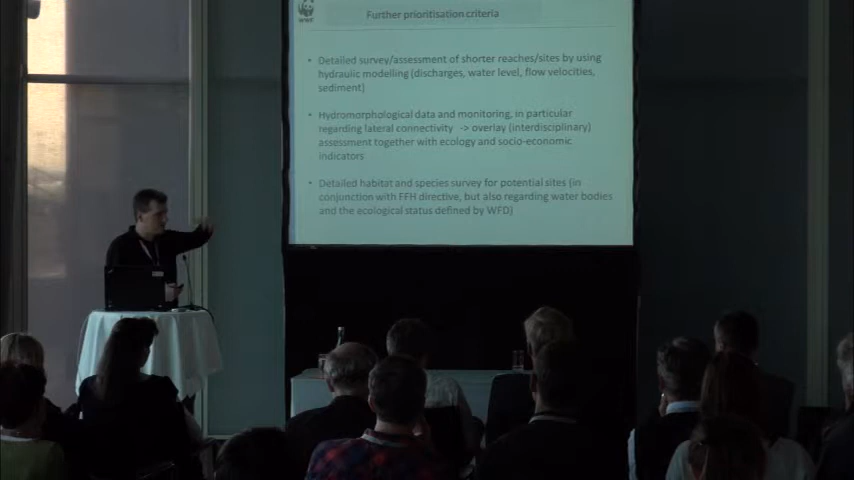 WWF
Further prioritisation criteria
• Detailed survey/assessment of shorter reaches/sites by using
hydraulic modelling (discharges, water level, flow velocities,
sediment)
• Hydromorphological data and monitoring, in particular
regarding lateral connectivity -> overlay (interdisciplinary)
assessment together with ecology and socio-economic
indicators
• Detailed habitat and species survey for potential sites (in
conjunction with FFH directive, but also regarding water bodies
and the ecological status defined by WFD)